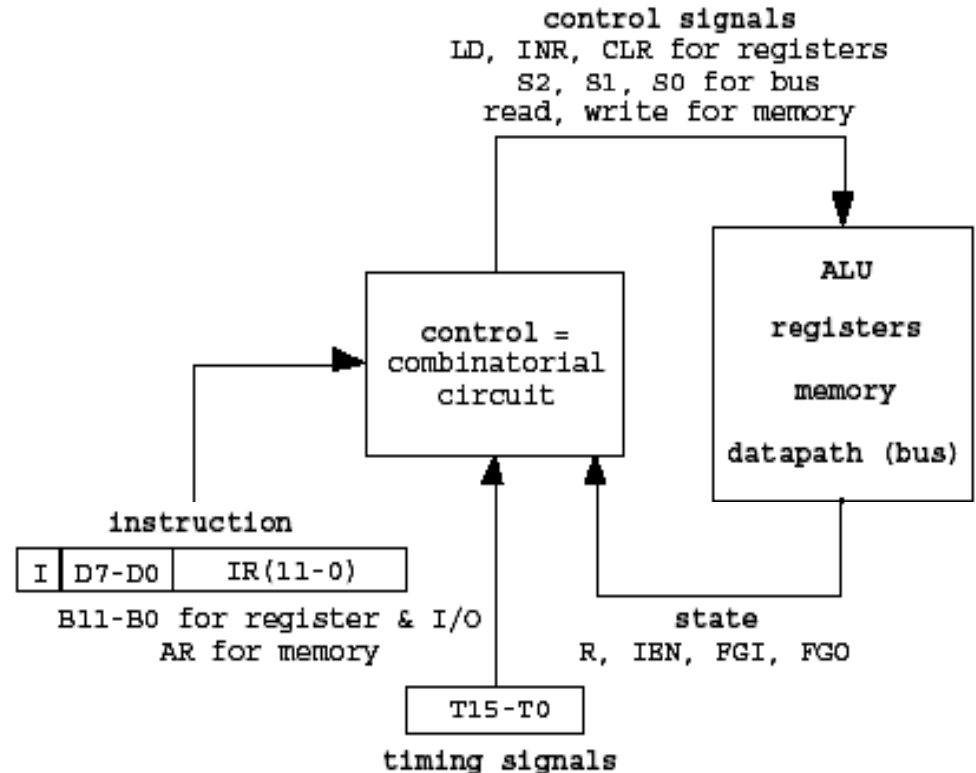 control signals
LD, INR, CLR for registers
S2, S1, S0 for bus
read, write for memory
ALU
registers
memory
datapath (bus)
control =
combinatorial
circuit
instruction
I D7-D0 IR(11-0)
B11-B0 for register & I/O
AR for memory
state
R, IEN, FGI, FGO
T15-T0
timing signals